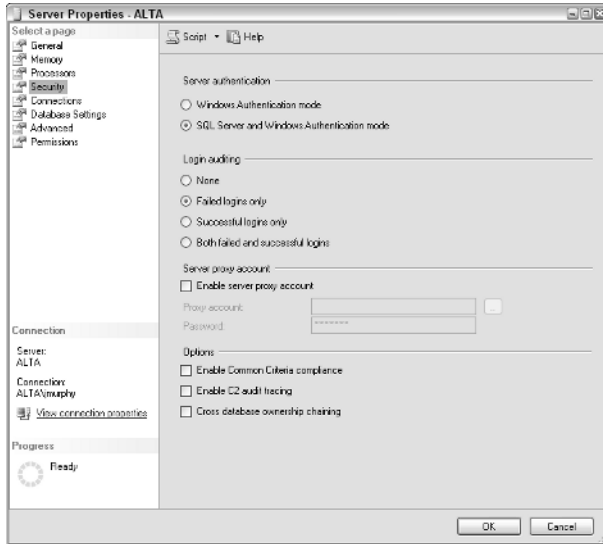 Server Properties - ALTA
Select a page
General
Memory
Processors
Security
Connections
Database Settings
Advanced
Permissions
Script
Help
Server authentication
Windows Authentication mode
SQL Server and Windows Authentication mode
Login auditing
None
Failed logins only
Successful logins only
Both failed and successful logins
Server proxy account
Enable server proxy account
Proxy account:
...
Password:
*******
Options
Enable Common Criteria compliance
Enable C2 audit tracing
Cross database ownership chaining
Connection
Server:
ALTA
Connection:
ALTA\jmurphy
View connection properties
Progress
Ready
OK
Cancel